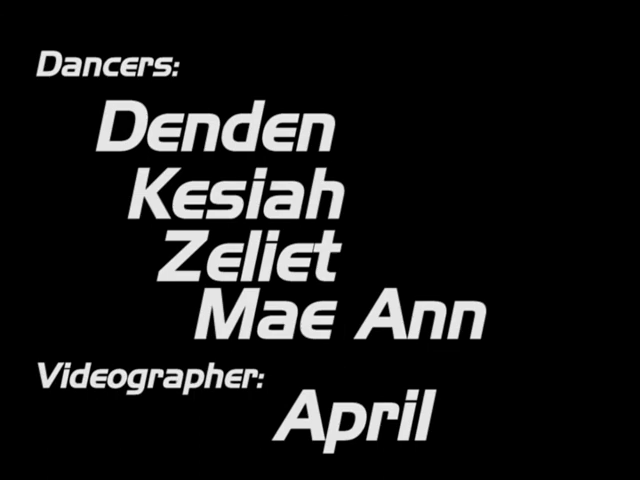 Dancers:
Denden
Kesiah
Zeliet
Mae Ann
Videographer:
April